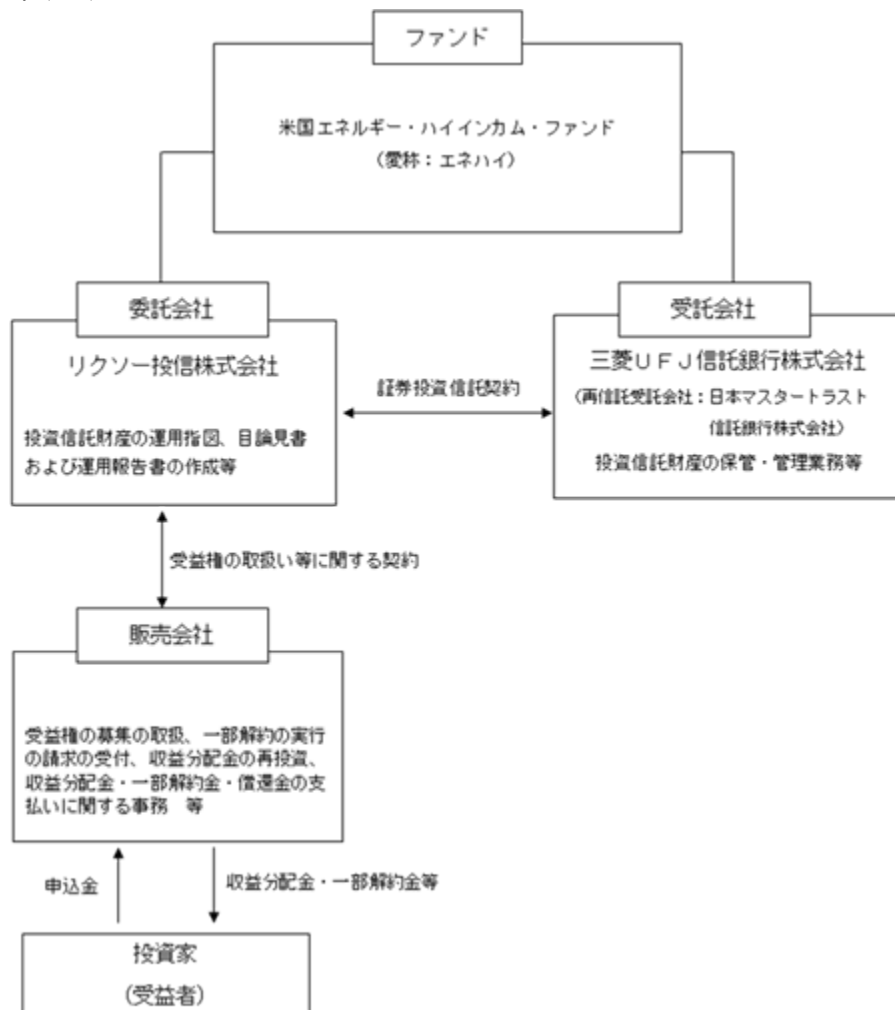 ファンド
米国エネルギー・ハイインカム・ファンド
（愛称：エネハイ）
委託会社
リクソー投信株式会社
投資信託財産の運用指図、目論見書
および運用報告書の作成等
証券投資信託契約
受託会社
三菱ＵＦＪ信託銀行株式会社
（再信託受託会社：日本マスタートラスト
信託銀行株式会社）
投資信託財産の保管・管理業務等
受益権の取扱い等に関する契約
販売会社
受益権の募集の取扱、一部解約の実行
の請求の受付、収益分配金の再投資、
収益分配金・一部解約金・償還金の支
払いに関する事務　等
申込金
収益分配金・一部解約金等
投資家
（受益者）